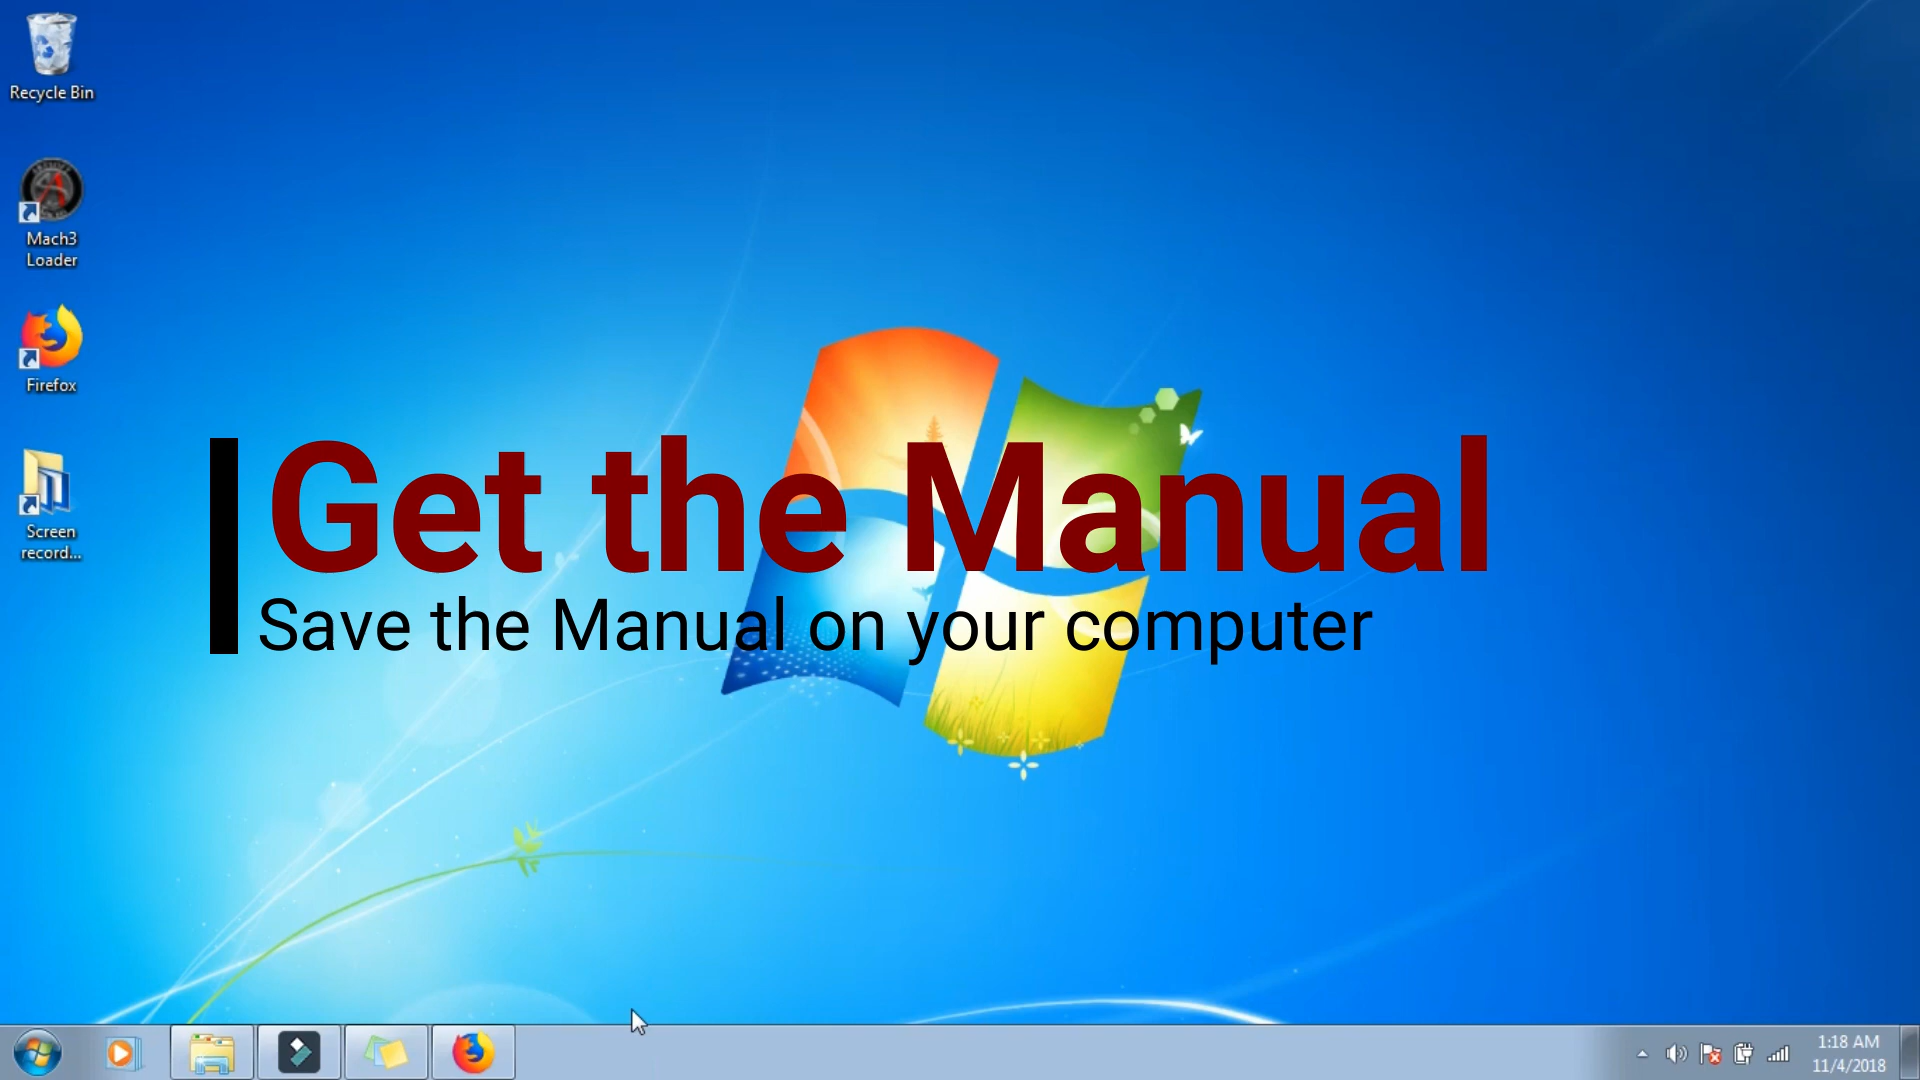 Recycle Bin
Mach3
Loader
Firefox
Screen
record...
Get the Manual
Save the Manual on your computer
1:18 AM
11/4/2018